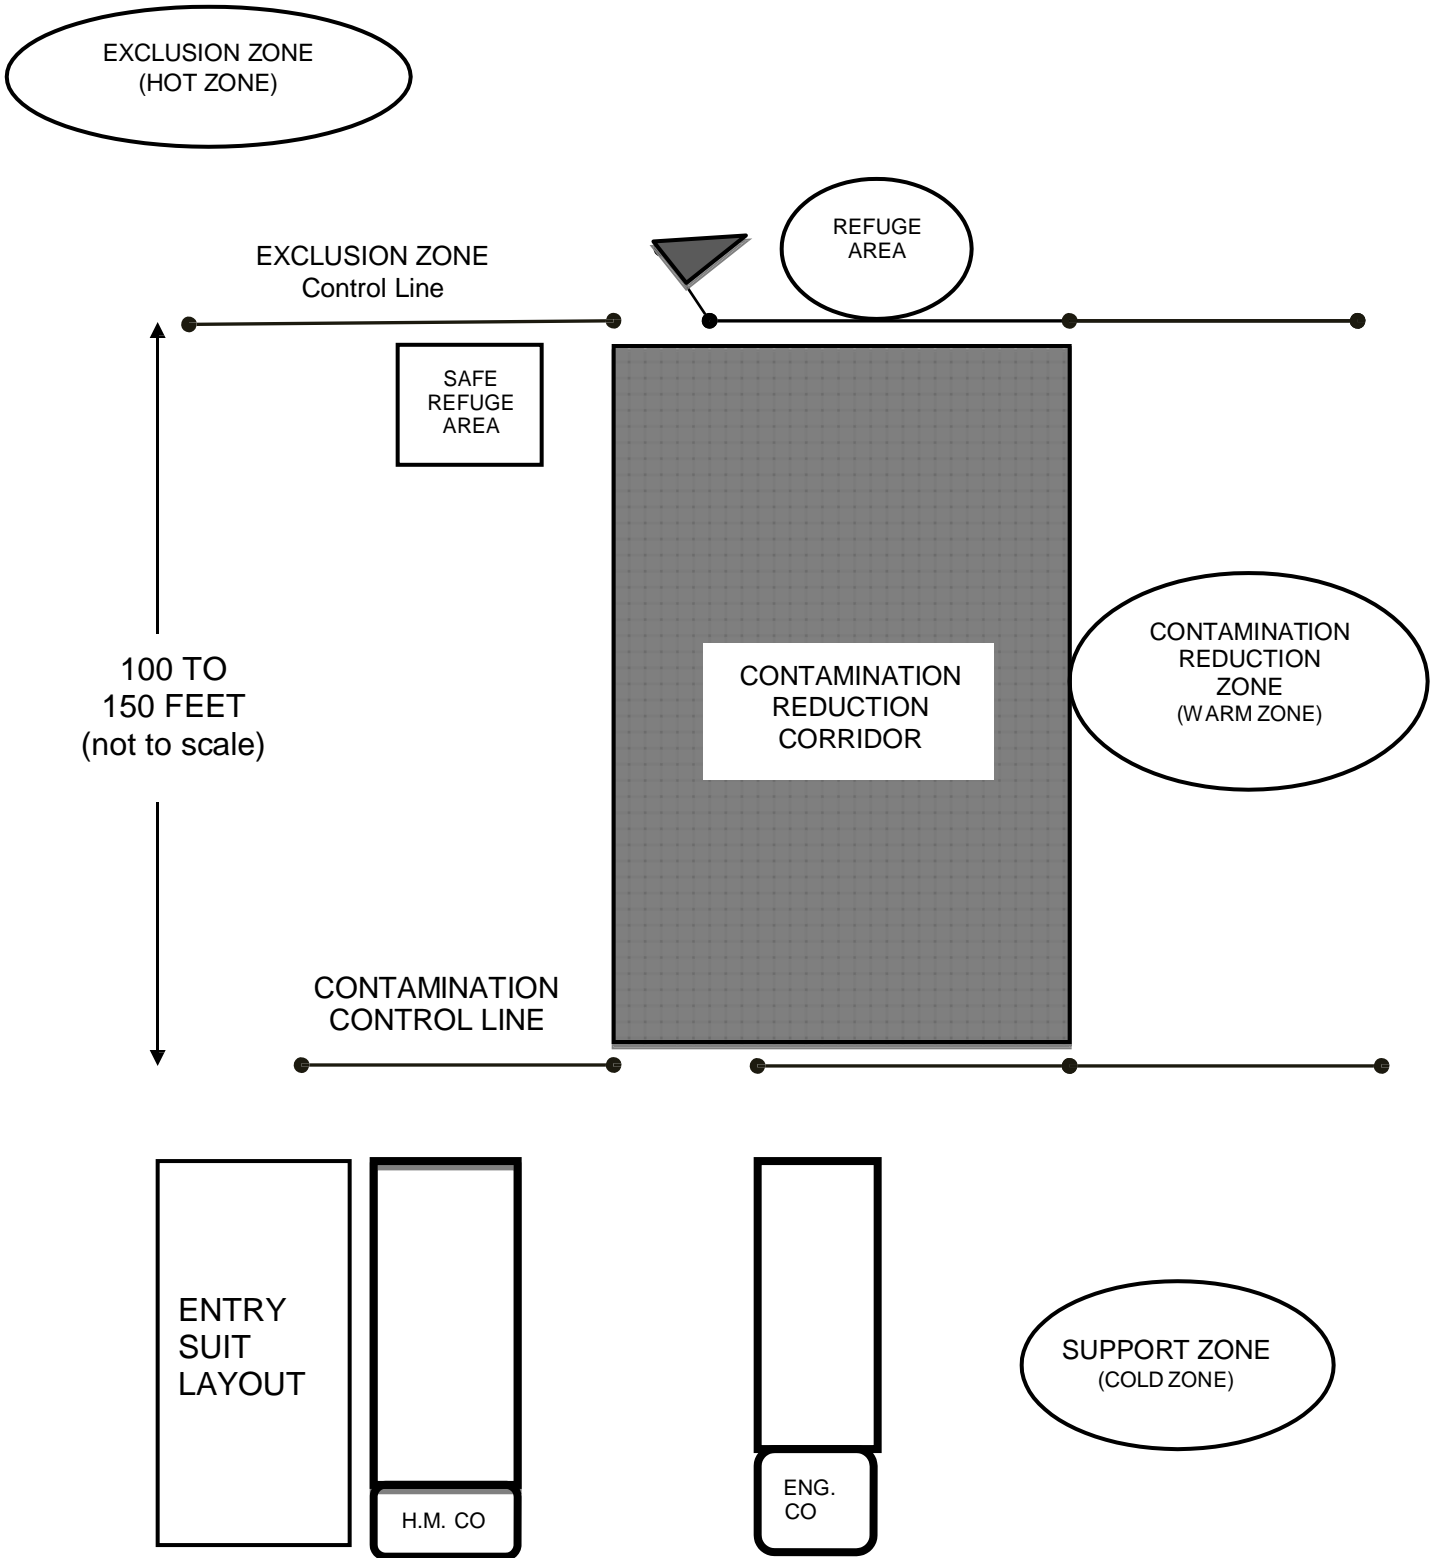 EXCLUSION ZONE
(HOT ZONE)
REFUGE
AREA
EXCLUSION ZONE
Control Line
SAFE
REFUGE
AREA
100 TO
150 FEET
(not to scale)
CONTAMINATION
REDUCTION
CORRIDOR
CONTAMINATION
REDUCTION
ZONE
(WARM ZONE)
CONTAMINATION
CONTROL LINE
ENTRY
SUIT
LAYOUT
H.M. CO
ENG.
CO
SUPPORT ZONE
(COLD ZONE)